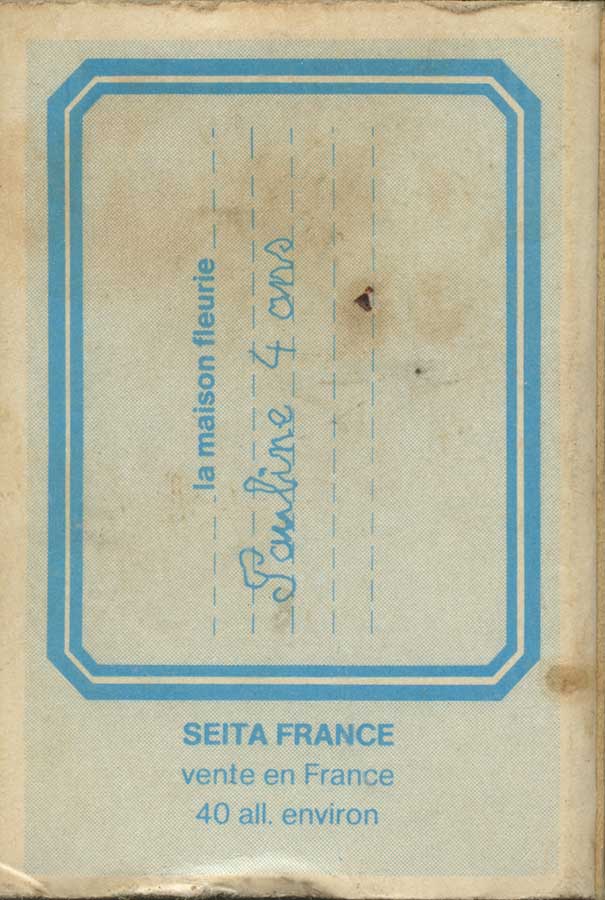 la maison fleurie
Pauline 4 ans
SEITA FRANCE
vente en France
40 all. environ